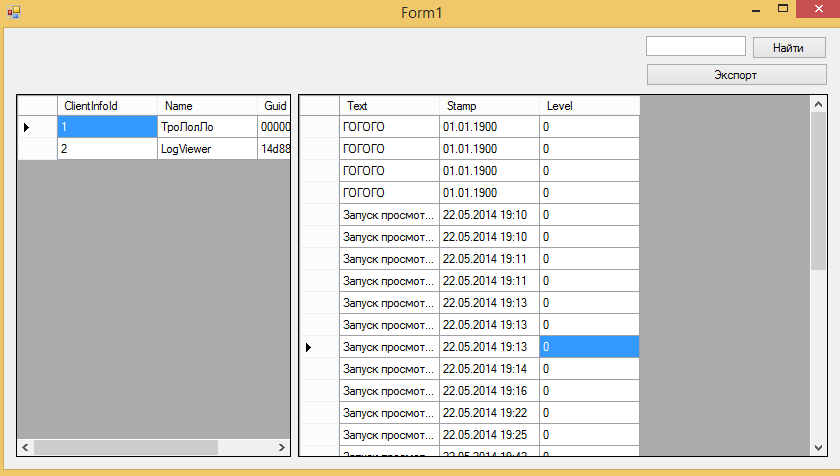 Form1
Найти
Экспорт
ClientInfoId Name Guid
1 ТроЛолЛо 00000
2 LogViewer 14d88
Text Stamp Level
ГОГОГО 01.01.1900 0
ГОГОГО 01.01.1900 0
ГОГОГО 01.01.1900 0
ГОГОГО 01.01.1900 0
Запуск просмот... 22.05.2014 19:10 0
Запуск просмот... 22.05.2014 19:10 0
Запуск просмот... 22.05.2014 19:11 0
Запуск просмот... 22.05.2014 19:11 0
Запуск просмот... 22.05.2014 19:13 0
Запуск просмот... 22.05.2014 19:13 0
Запуск просмот... 22.05.2014 19:13 0
Запуск просмот... 22.05.2014 19:14 0
Запуск просмот... 22.05.2014 19:16 0
Запуск просмот... 22.05.2014 19:22 0
Запуск просмот... 22.05.2014 19:25 0
Запуск просмот... 22.05.2014 0